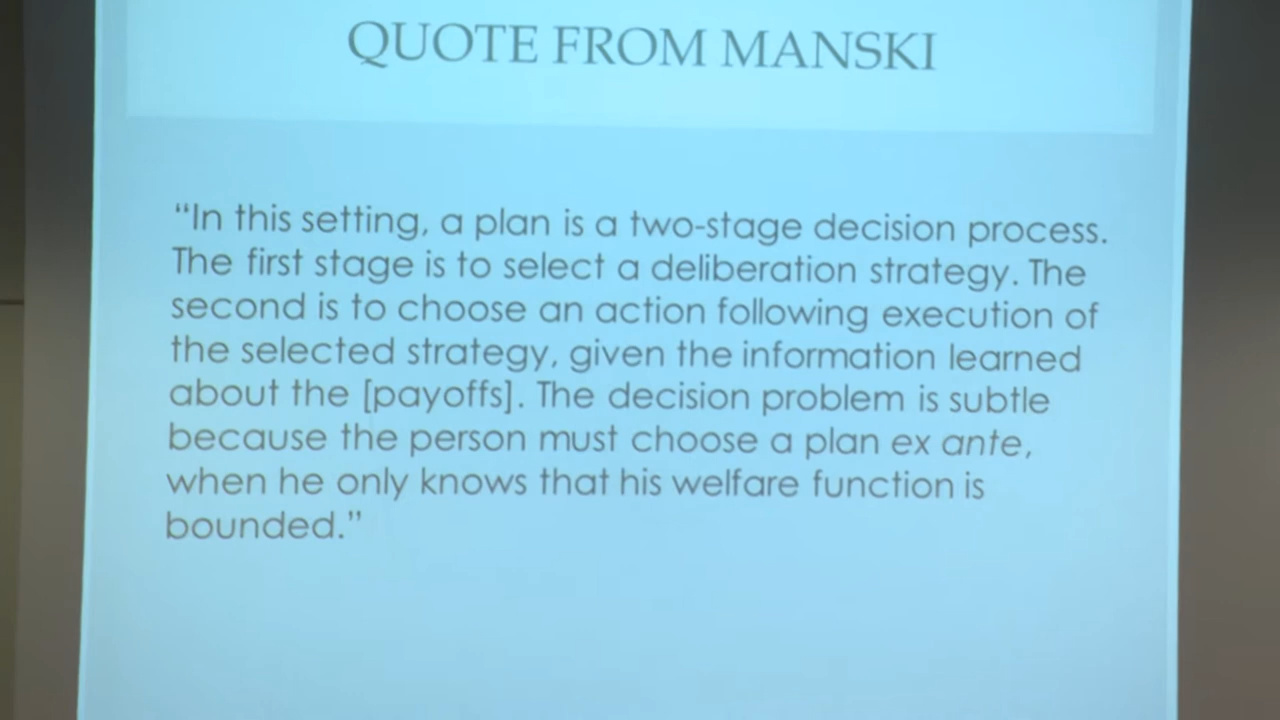 QUOTE FROM MANSKI
“In this setting, a plan is a two-stage decision process.
The first stage is to select a deliberation strategy. The
second is to choose an action following execution of
the selected strategy, given the information learned
about the [payoffs]. The decision problem is subtle
because the person must choose a plan ex ante,
when he only knows that his welfare function is
bounded.”